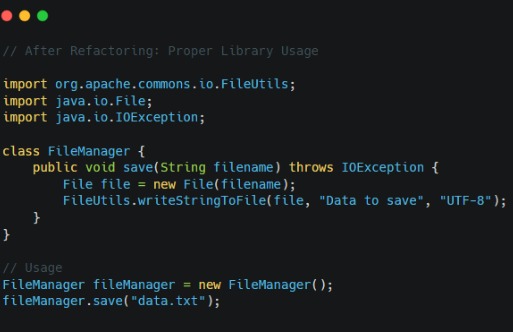 // After Refactoring: Proper Library Usage
import org.apache.commons.io.FileUtils;
import java.io.File;
import java.io.IOException;
class FileManager {
    public void save(String filename) throws IOException {
        File file = new File(filename);
        FileUtils.writeStringToFile(file, "Data to save", "UTF-8");
    }
}
// Usage
FileManager fileManager = new FileManager();
fileManager.save("data.txt");